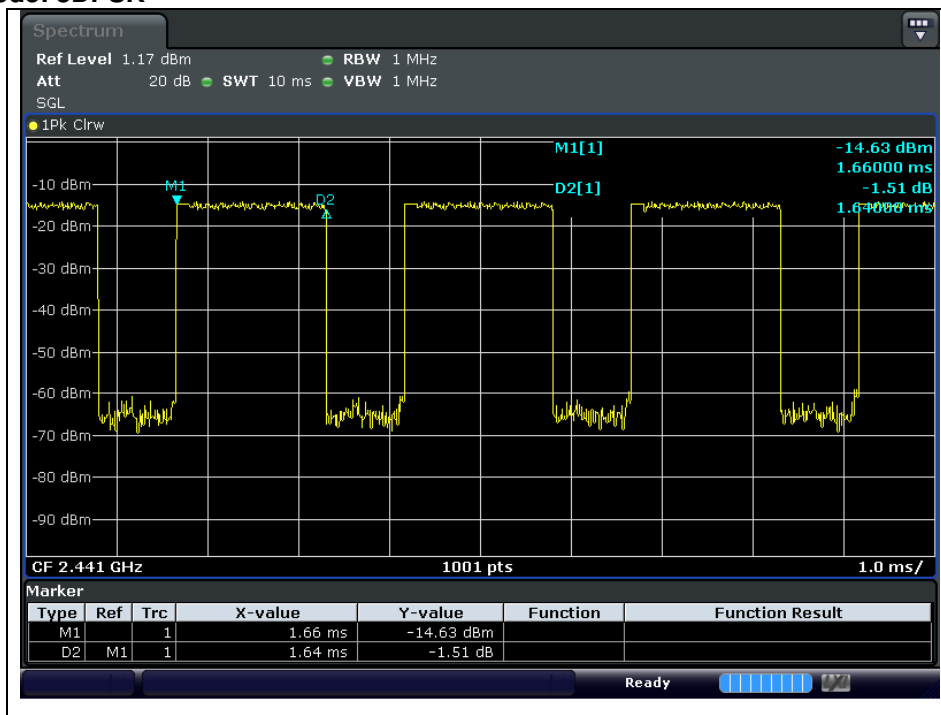 Spectrum
Ref Level 1.17 dBm RBW 1 MHz
Att 20 dB SWT 10 ms VBW 1 MHz
SGL
1Pk Clrw
M1[1] -14.63 dBm
1.66000 ms
D2[1] -1.51 dB
1.64000 ms
M1
D2
-10 dBm
-20 dBm
-30 dBm
-40 dBm
-50 dBm
-60 dBm
-70 dBm
-80 dBm
-90 dBm
CF 2.441 GHz 1001 pts 1.0 ms/
Marker
Type Ref Trc X-value Y-value Function Function Result
M1 1 1.66 ms -14.63 dBm
D2 M1 1 1.64 ms -1.51 dB
Ready